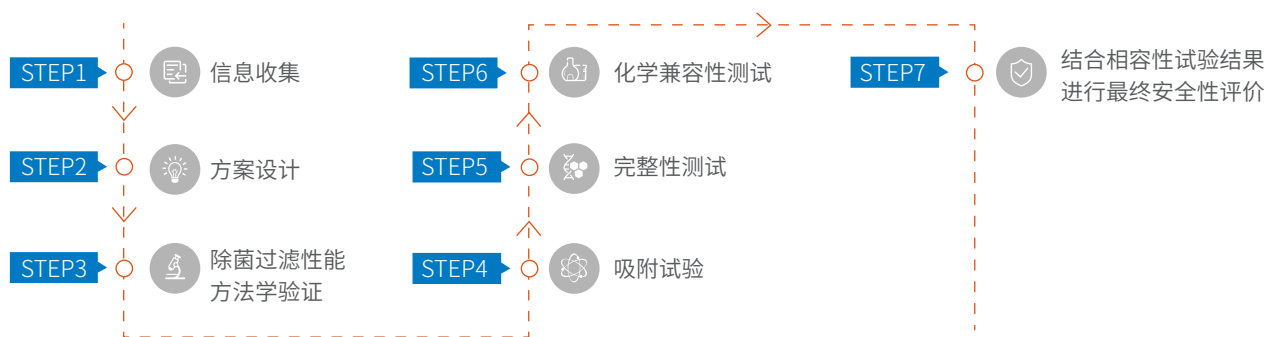 STEP1
信息收集
STEP2
方案设计
STEP3
除菌过滤性能
方法学验证
STEP4
吸附试验
STEP5
完整性测试
STEP6
化学兼容性测试
STEP7
结合相容性试验结果
进行最终安全性评价